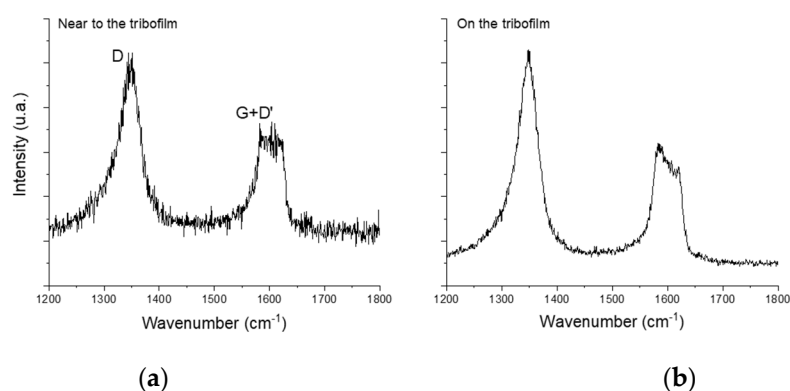 Near to the tribofilm
D
G+D'
Intensity (u.a.)
1200 1300 1400 1500 1600 1700 1800
Wavenumber (cm⁻¹)
(a)
On the tribofilm
1200 1300 1400 1500 1600 1700 1800
Wavenumber (cm⁻¹)
(b)